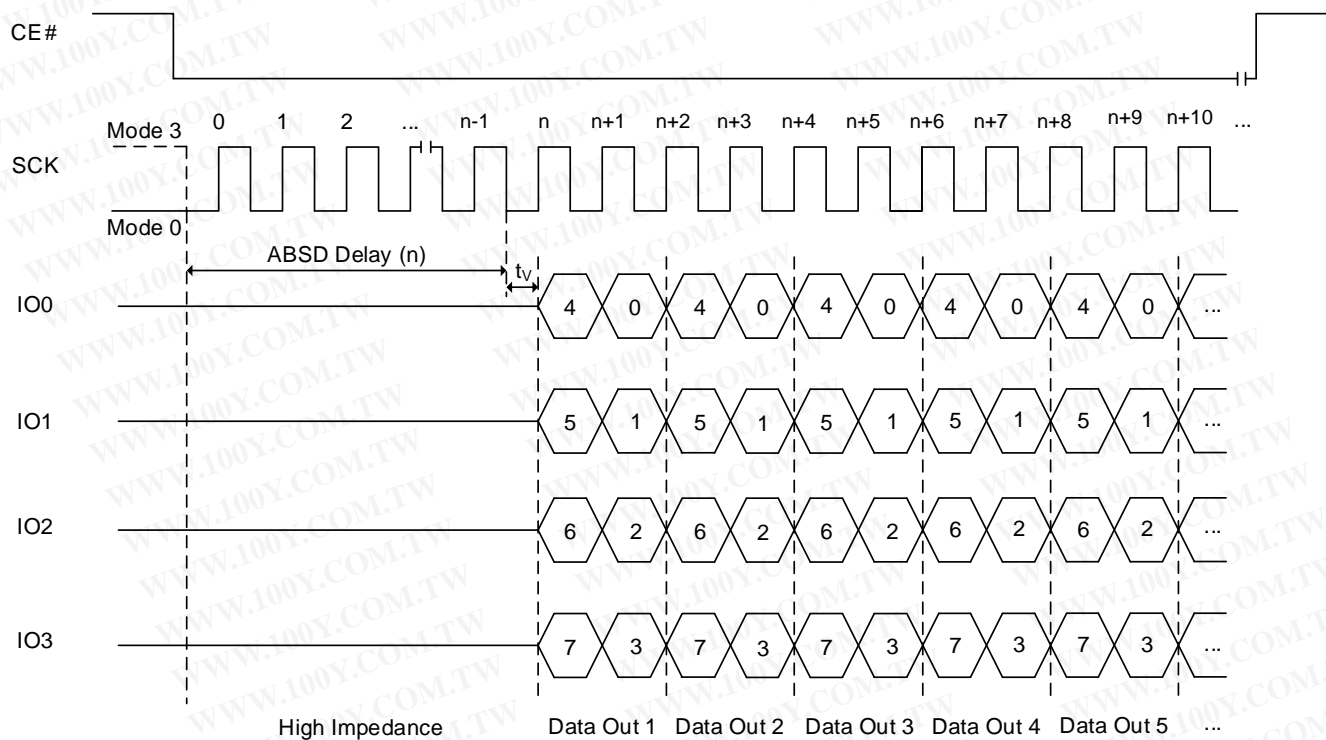 CE#
Mode 3 0 1 2 ... n-1 n n+1 n+2 n+3 n+4 n+5 n+6 n+7 n+8 n+9 n+10 ...
SCK
Mode 0
ABSD Delay (n)
tV
IO0 4 0 4 0 4 0 4 0 4 0 ...
IO1 5 1 5 1 5 1 5 1 5 1 ...
IO2 6 2 6 2 6 2 6 2 6 2 ...
IO3 7 3 7 3 7 3 7 3 7 3 ...
High Impedance Data Out 1 Data Out 2 Data Out 3 Data Out 4 Data Out 5 ...
WWW.100Y.COM.TW